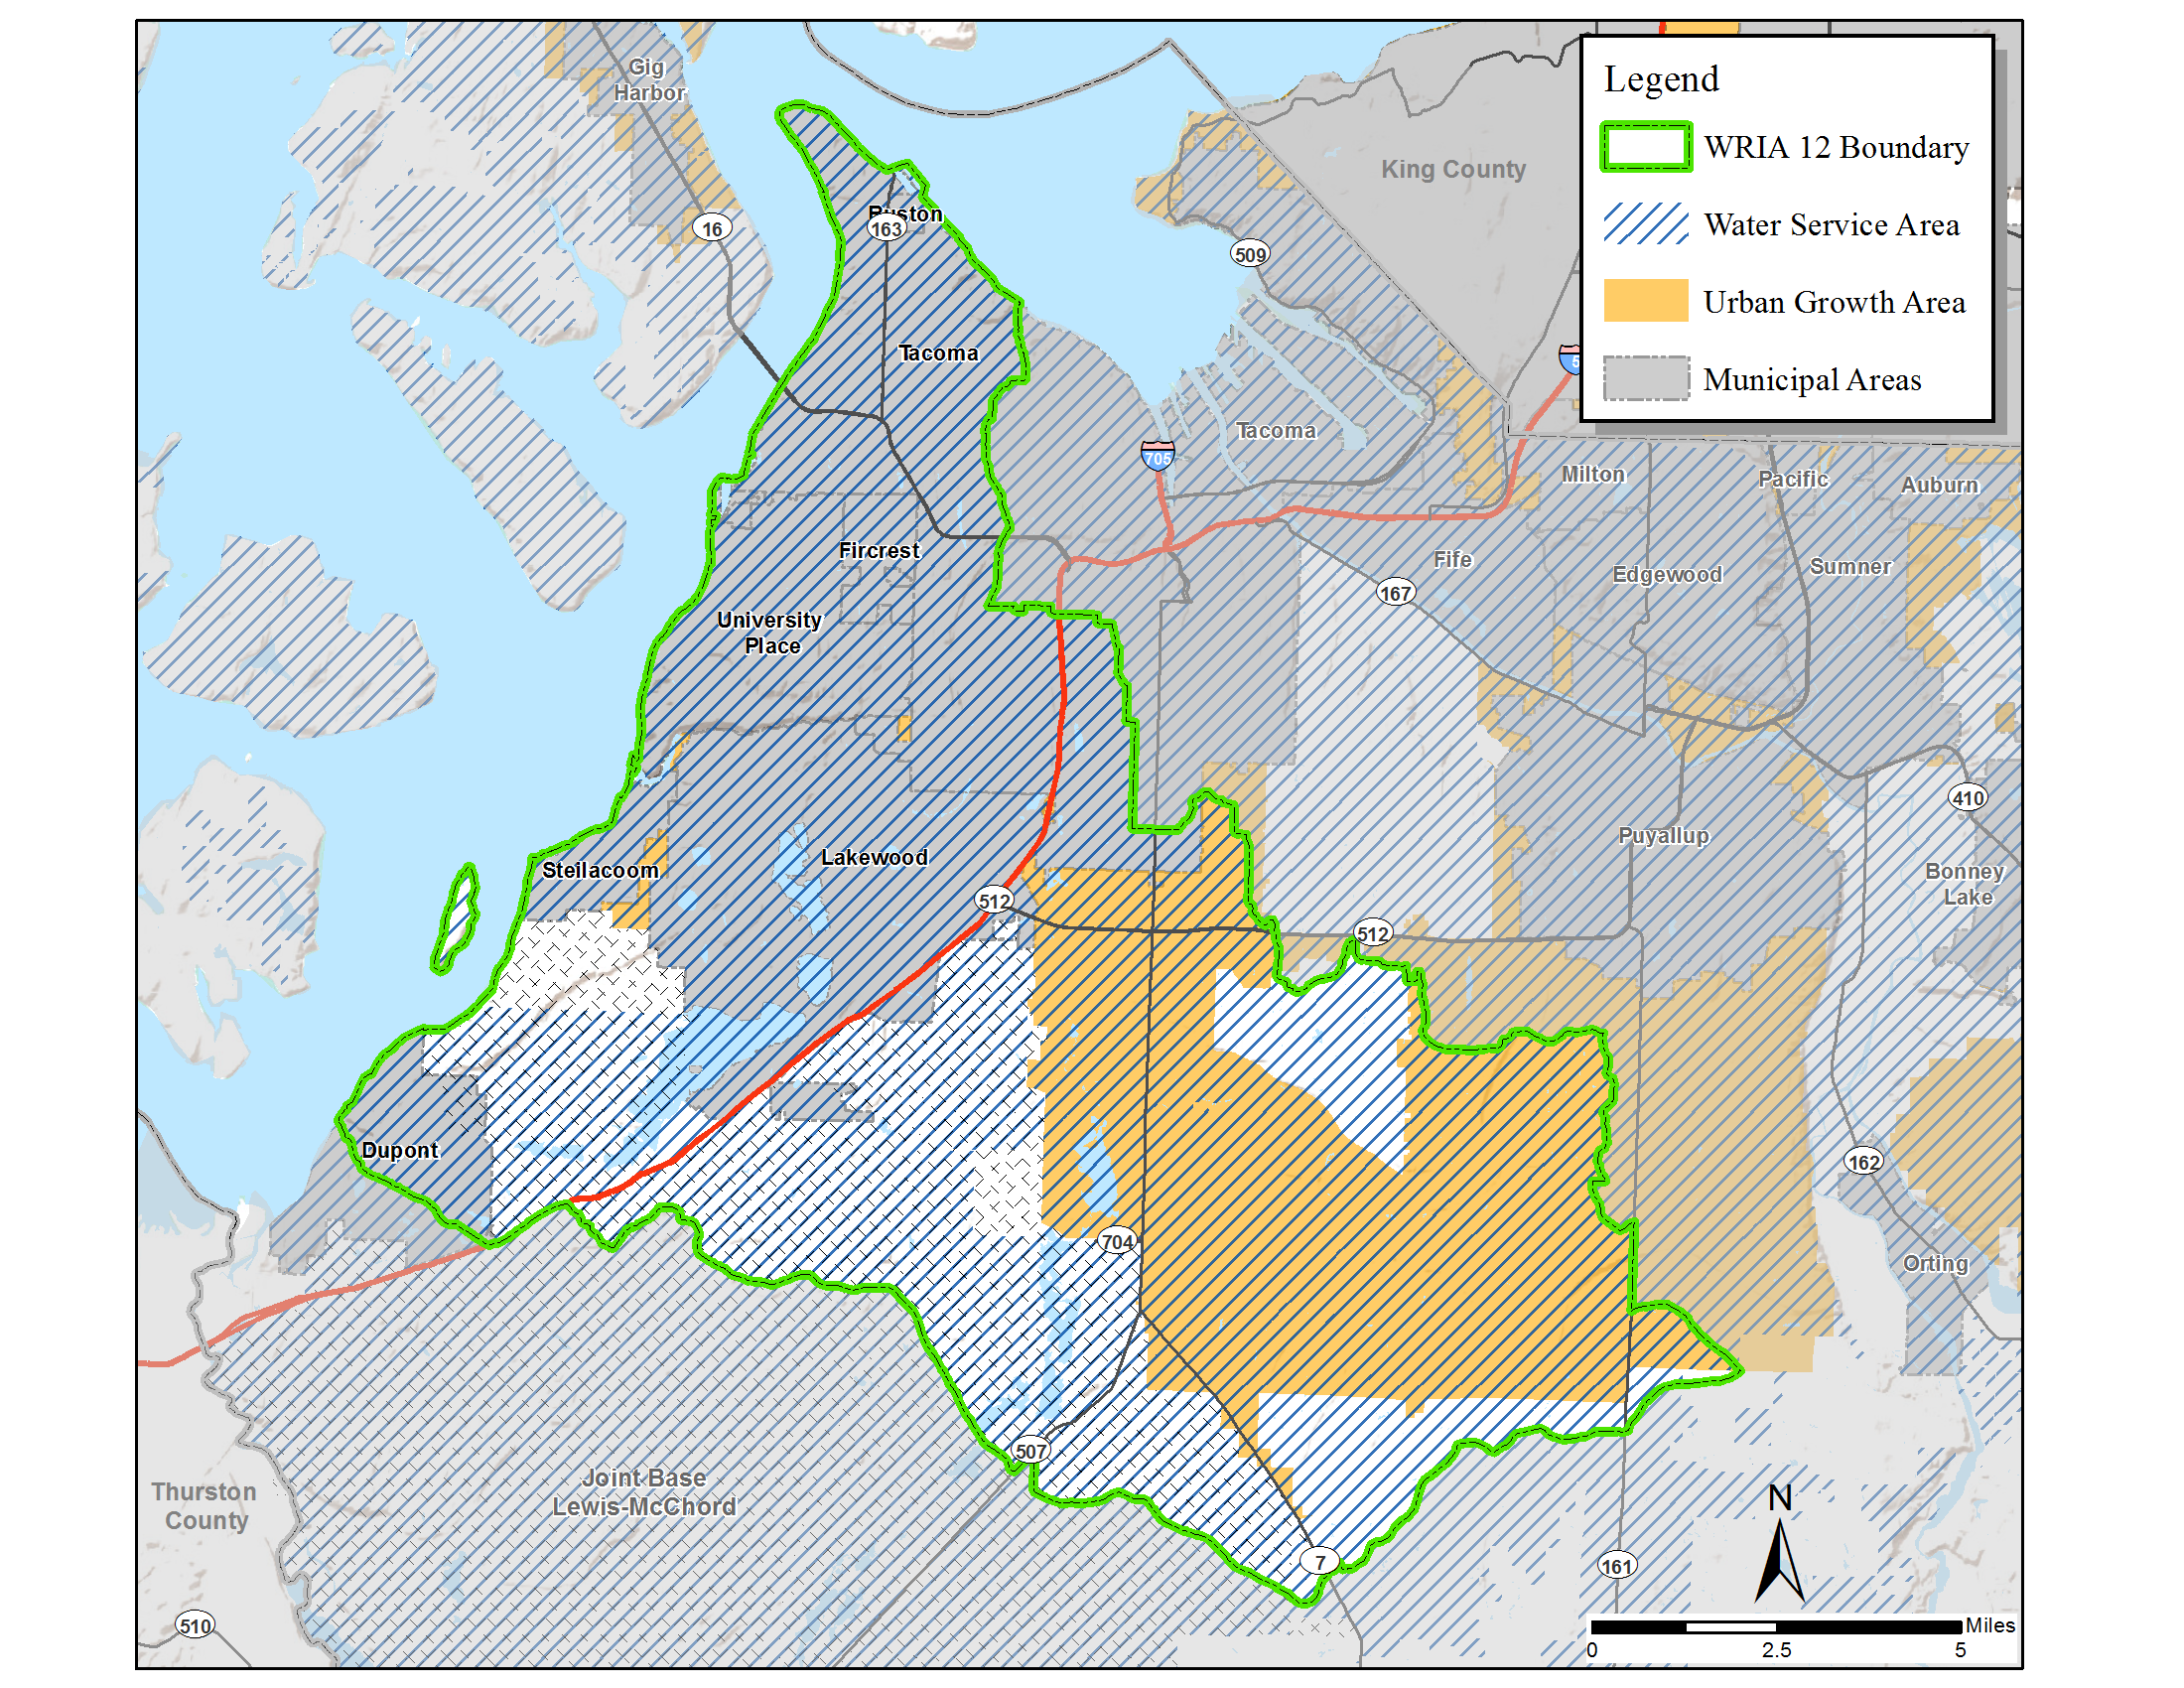 Gig
Harbor
Legend
WRIA 12 Boundary
Water Service Area
Urban Growth Area
Municipal Areas
King County
Ruston
163
16
509
Tacoma
5
Tacoma
705
Milton
Pacific
Auburn
Fircrest
Fife
Edgewood
Sumner
167
University
Place
410
Puyallup
Lakewood
Steilacoom
Bonney
Lake
512
512
Dupont
162
704
Orting
507
Joint Base
Lewis-McChord
Thurston
County
N
7
161
510
Miles
0
2.5
5